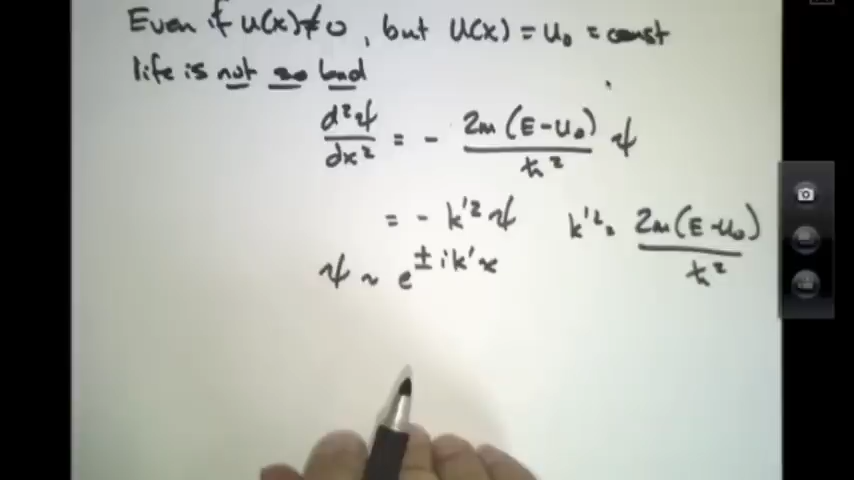 Even if U(x)≠0, but U(x) = U₀ = const
life is not so bad
d²ψ/dx² = - 2m(E-U₀)/ħ² ψ
= - k'²ψ k'² = 2m(E-U₀)/ħ²
ψ ~ e^{±ik'x}